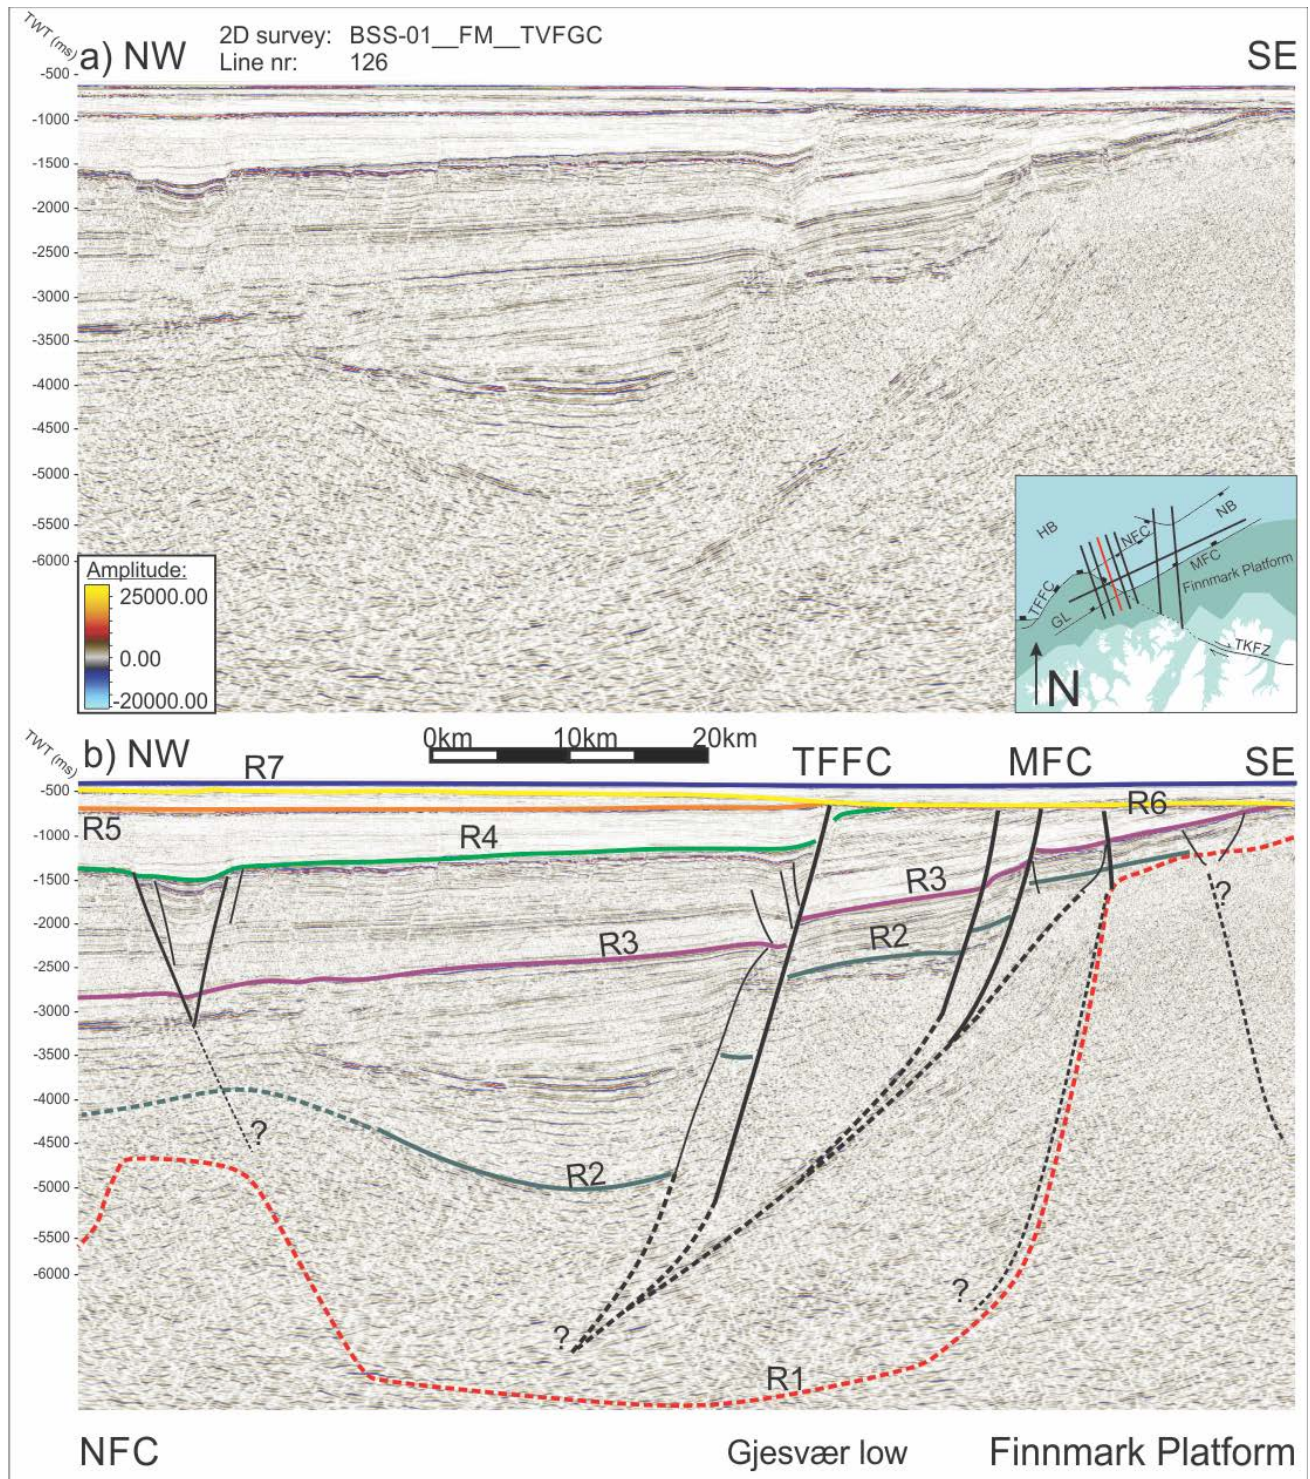 TWT (ms)
a) NW
2D survey: BSS-01__FM__TVFGC
Line nr: 126
SE
-500
-1000
-1500
-2000
-2500
-3000
-3500
-4000
-4500
-5000
-5500
-6000
Amplitude:
25000.00
0.00
-20000.00
HB
NFC
NB
TFFC
MFC
Finnmark Platform
GL
TKFZ
N
TWT (ms)
b) NW
0km 10km 20km
TFFC MFC SE
R7
-500
R5
R4
R6
-1000
-1500
R3
?
-2000
R3
R2
-2500
-3000
-3500
-4000
?
-4500
R2
-5000
-5500
-6000
?
?
R1
NFC Gjesvær low Finnmark Platform